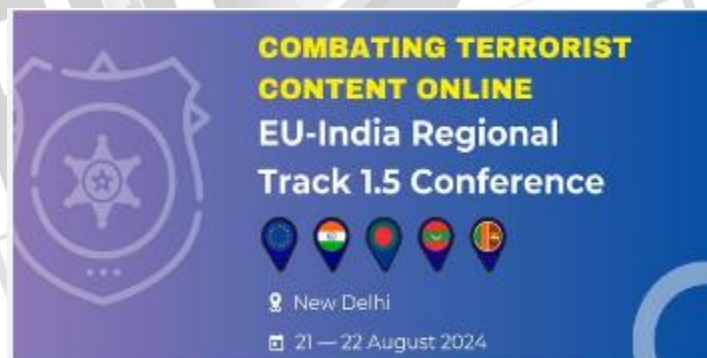 COMBATING TERRORIST
CONTENT ONLINE
EU-India Regional
Track 1.5 Conference
New Delhi
21 — 22 August 2024